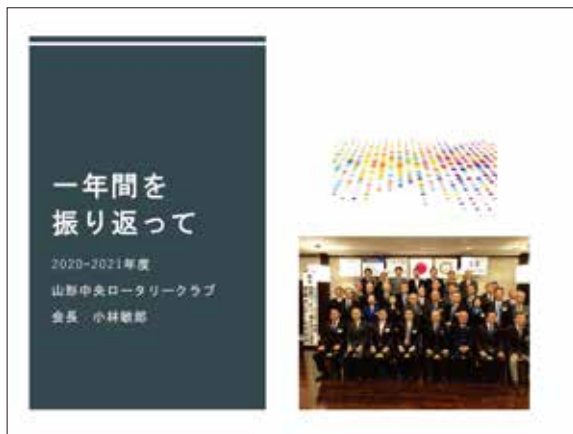 一年間を
振り返って
2020-2021年度
山形中央ロータリークラブ
会長 小林敏郎